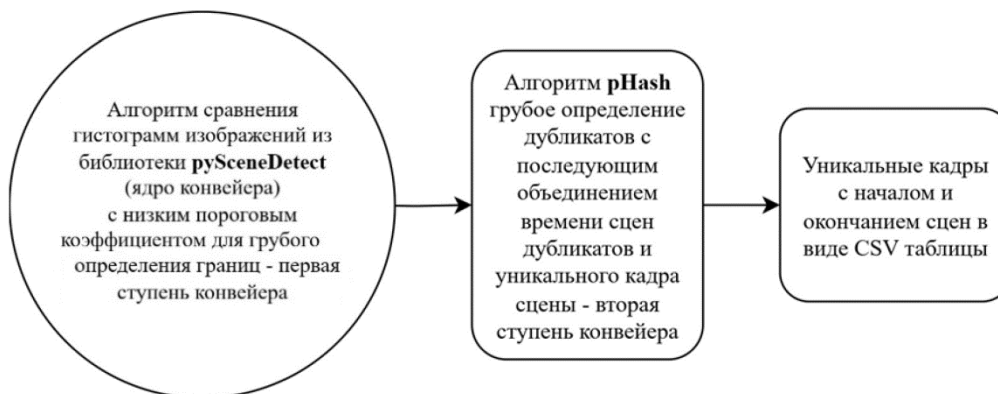 Алгоритм сравнения
гистограмм изображений из
библиотеки pySceneDetect
(ядро конвейера)
с низким пороговым
коэффициентом для грубого
определения границ - первая
ступень конвейера
Алгоритм pHash
грубое определение
дубликатов с
последующим
объединением
времени сцен
дубликатов и
уникального кадра
сцены - вторая
ступень конвейера
Уникальные кадры
с началом и
окончанием сцен в
виде CSV таблицы